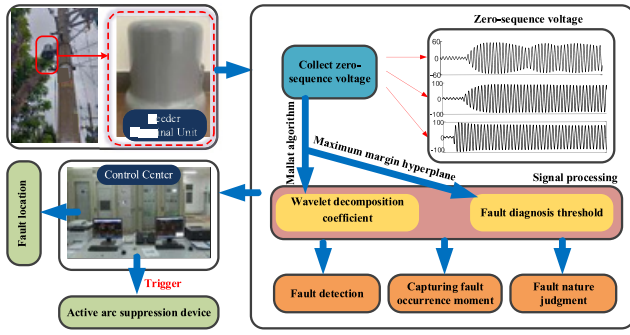 Zero-sequence voltage
60
0
-60
100
0
-100
100
0
-100
Collect zero-
sequence voltage
Unit
Mallat algorithm
Maximum margin hyperplane
Signal processing
Control Center
Wavelet decomposition
coefficient
Fault diagnosis threshold
Fault location
Trigger
Fault detection
Capturing fault
occurrence moment
Fault nature
judgment
Active arc suppression device